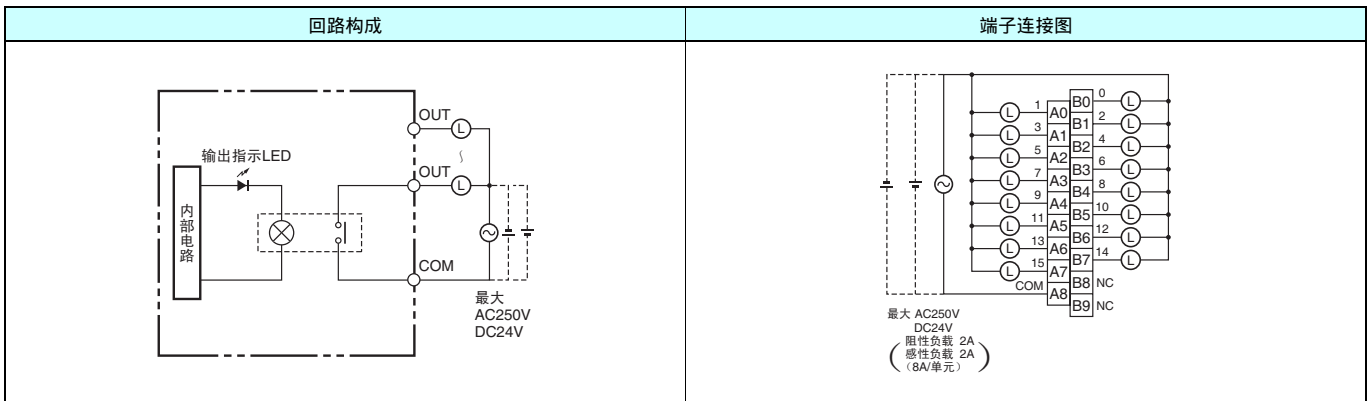 回路构成
端子连接图
输出指示LED
内部电路
OUT
L
OUT
L
COM
最大
AC250V
DC24V
L 1 A0 B0 0 L
L 3 A1 B1 2 L
L 5 A2 B2 4 L
L 7 A3 B3 6 L
L 9 A4 B4 8 L
L 11 A5 B5 10 L
L 13 A6 B6 12 L
L 15 A7 B7 14 L
COM A8 B8 NC
B9 NC
最大 AC250V
DC24V
阻性负载 2A
感性负载 2A
（8A/单元）